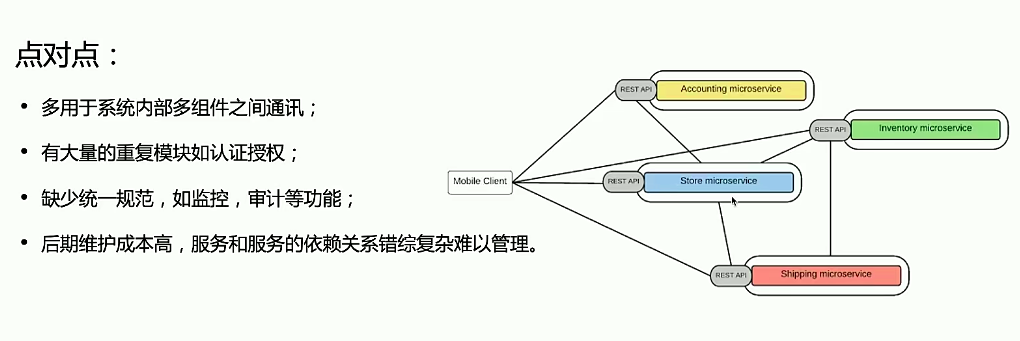 点对点：
• 多用于系统内部多组件之间通讯；
• 有大量的重复模块如认证授权；
• 缺少统一规范，如监控，审计等功能；
• 后期维护成本高，服务和服务的依赖关系错综复杂难以管理。
REST API
Accounting microservice
REST API
Inventory microservice
Mobile Client
REST API
Store microservice
REST API
Shipping microservice